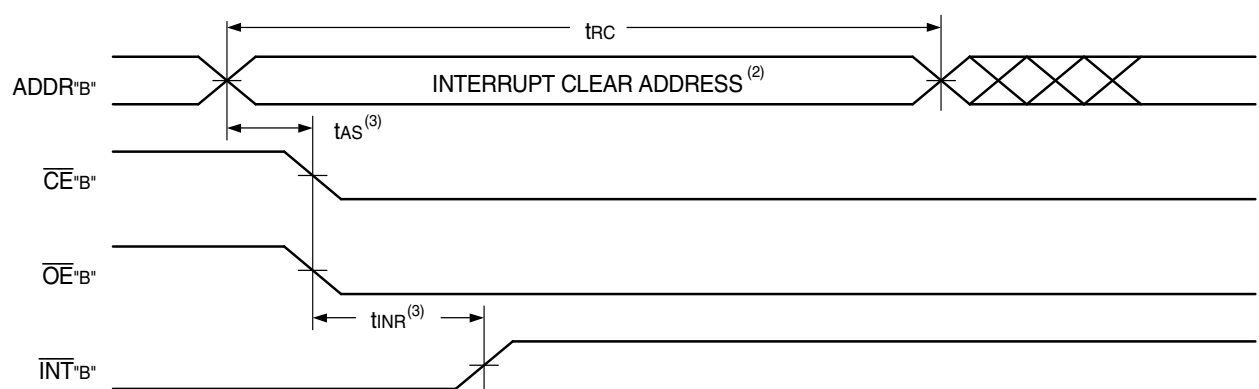 tRC
ADDR"B"
INTERRUPT CLEAR ADDRESS (2)
tAS(3)
CE"B"
OE"B"
tINR(3)
INT"B"